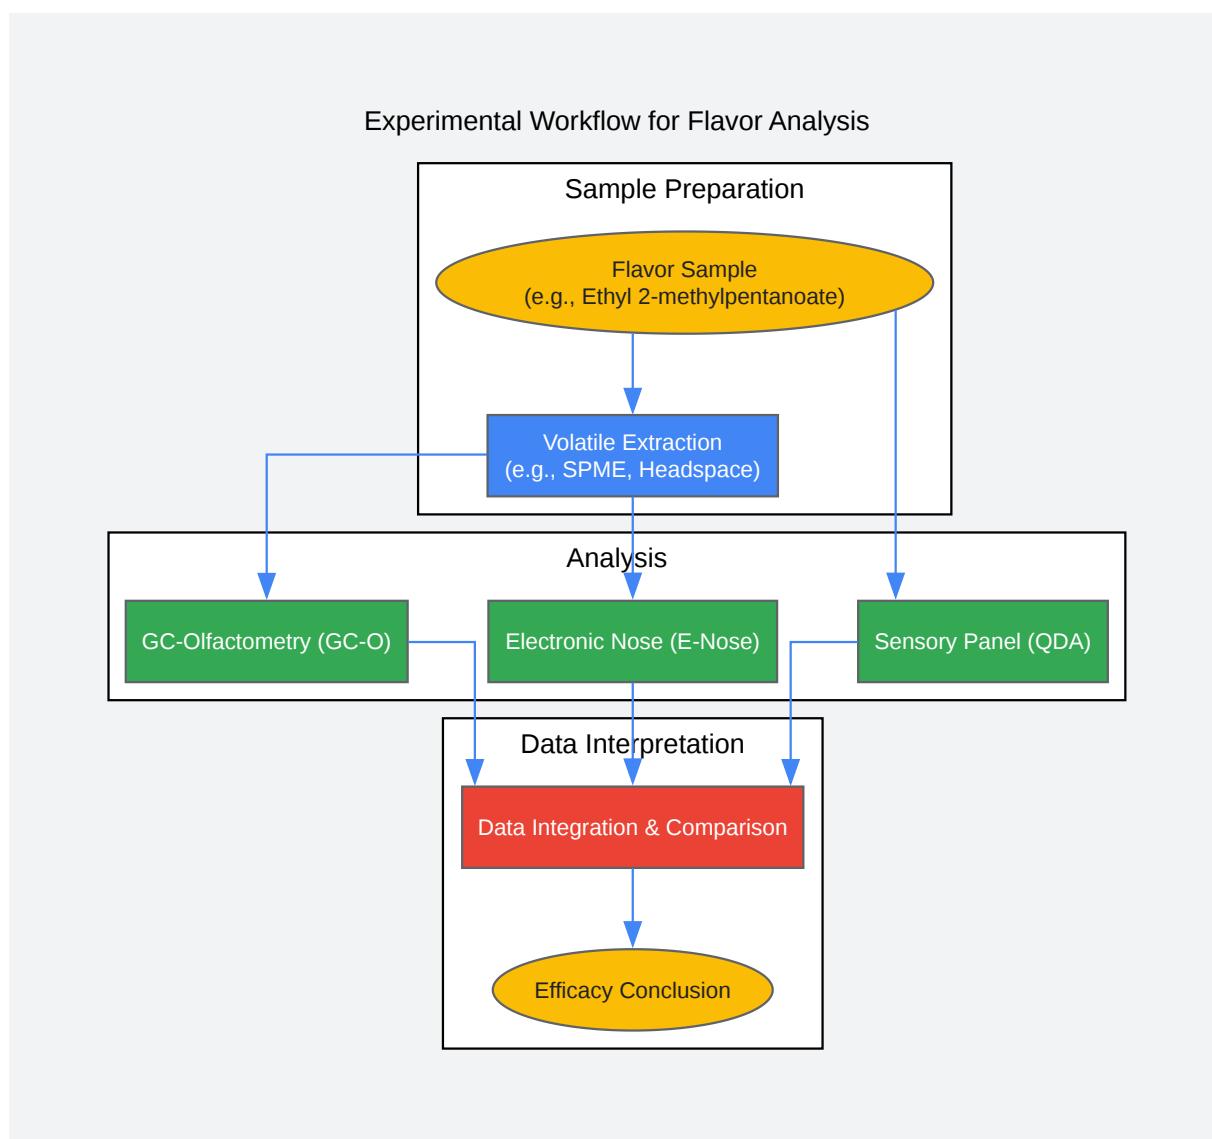 Experimental Workflow for Flavor Analysis
Sample Preparation
Flavor Sample
(e.g., Ethyl 2-methylpentanoate)
Volatile Extraction
(e.g., SPME, Headspace)
Analysis
GC-Olfactometry (GC-O)
Electronic Nose (E-Nose)
Sensory Panel (QDA)
Data Interpretation
Data Integration & Comparison
Efficacy Conclusion